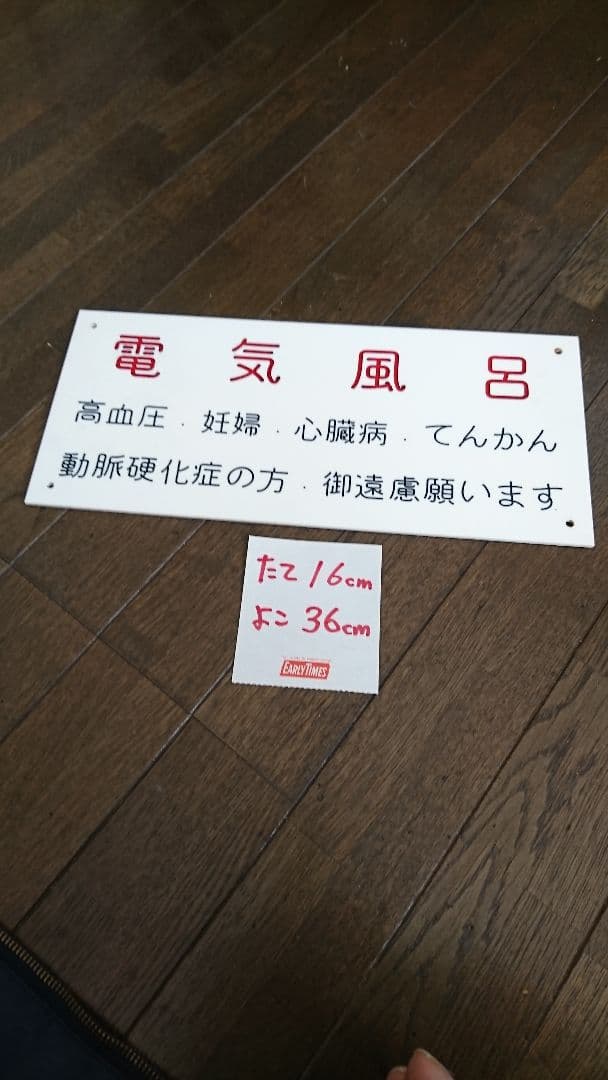 電気風呂
高血圧．妊婦．心臓病．てんかん
動脈硬化症の方．御遠慮願います
たて16cm
よこ36cm
EARLY TIMES